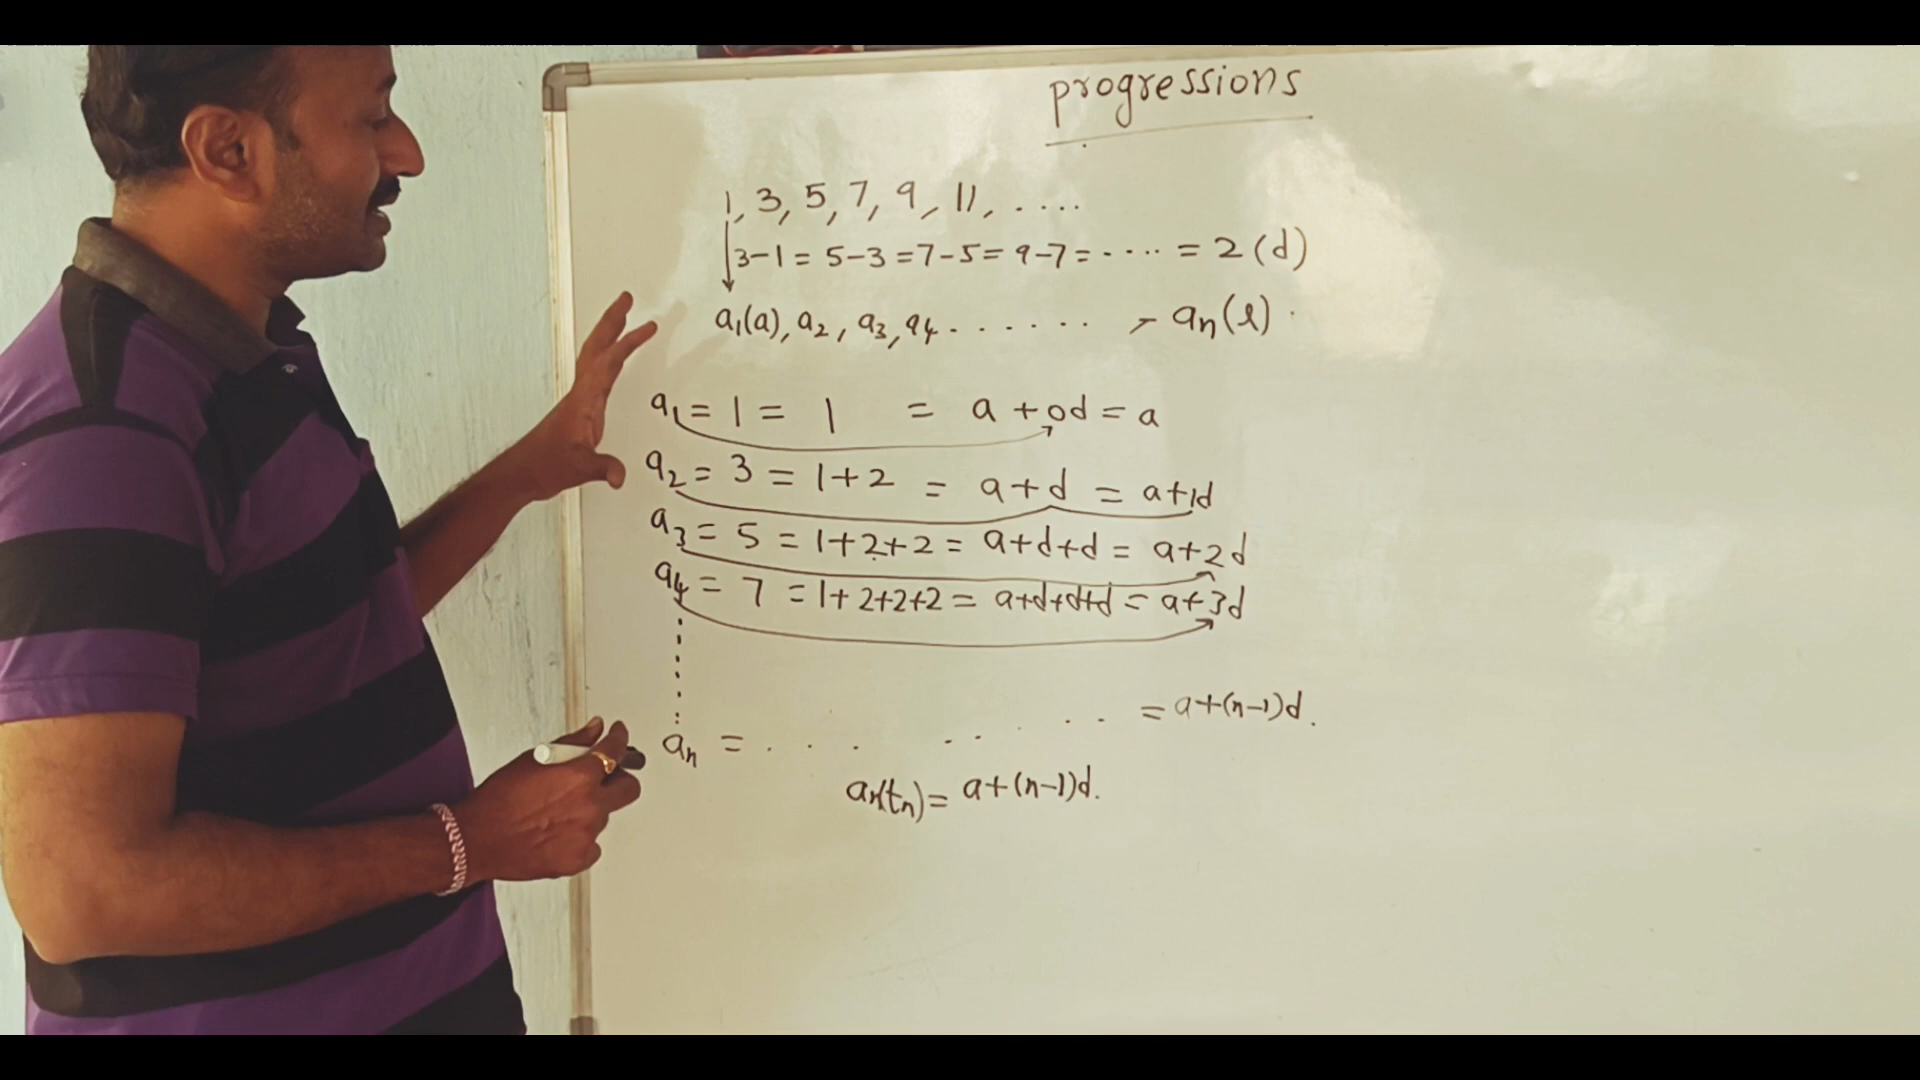 progressions
1, 3, 5, 7, 9, 11, . . . .
3-1 = 5-3 = 7-5 = 9-7 = . . . . = 2 (d)
a₁(a), a₂, a₃, a₄ . . . . . . , aₙ(l) .
a₁ = 1 = 1 = a + 0d = a
a₂ = 3 = 1+2 = a+d = a+1d
a₃ = 5 = 1+2+2 = a+d+d = a+2d
a₄ = 7 = 1+2+2+2 = a+d+d+d = a+3d
aₙ = . . . . . . . . = a+(n-1)d.
aₙ(tₙ) = a+(n-1)d.